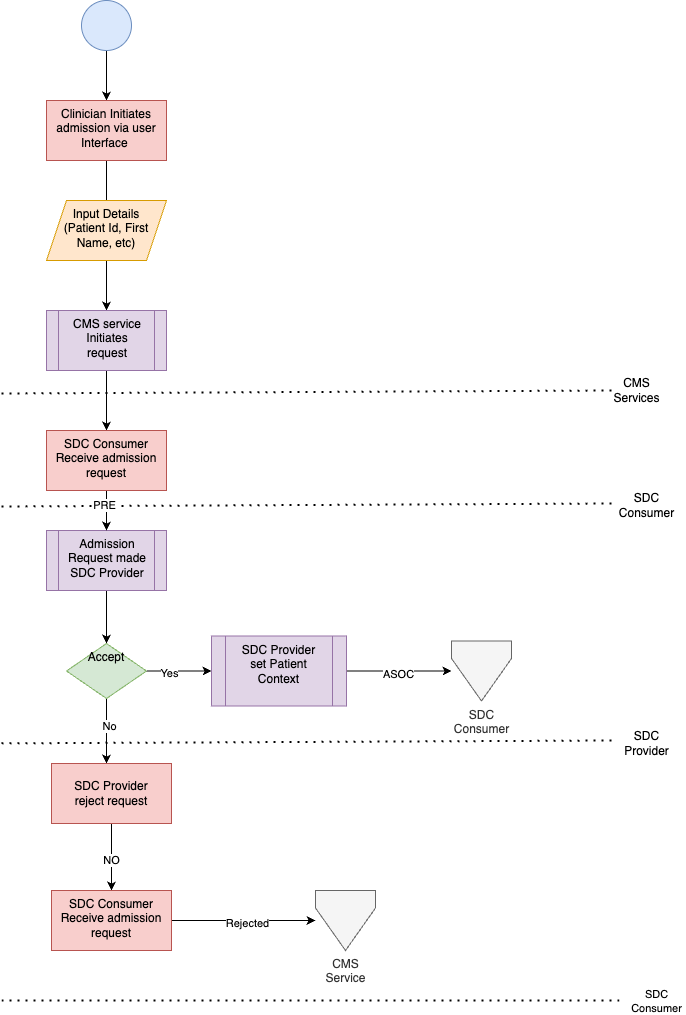 Clinician Initiates
admission via user
Interface
Input Details
(Patient Id, First
Name, etc)
CMS service
Initiates
request
CMS
Services
SDC Consumer
Receive admission
request
PRE
SDC
Consumer
Admission
Request made
SDC Provider
Accept
Yes
SDC Provider
set Patient
Context
ASOC
SDC
Consumer
No
SDC
Provider
SDC Provider
reject request
NO
SDC Consumer
Receive admission
request
Rejected
CMS
Service
SDC
Consumer